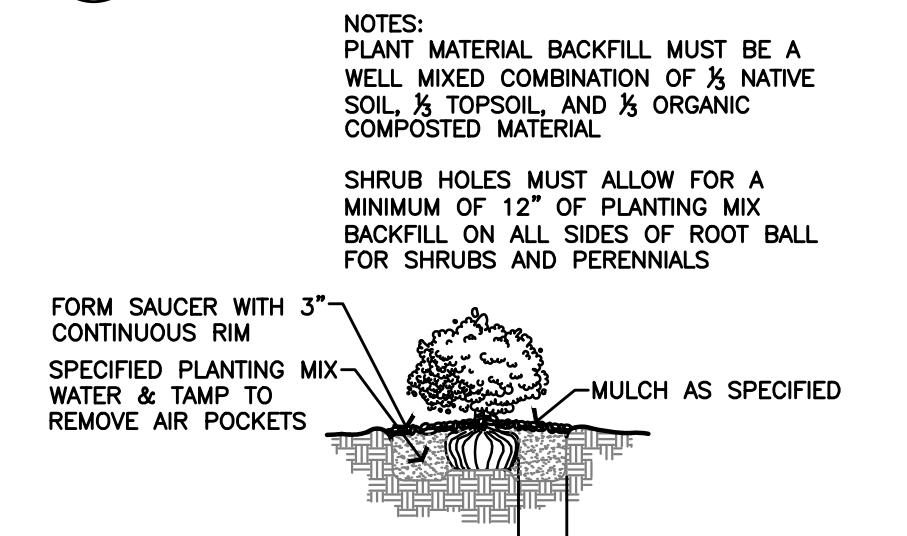 NOTES:
PLANT MATERIAL BACKFILL MUST BE A
WELL MIXED COMBINATION OF ⅓ NATIVE
SOIL, ⅓ TOPSOIL, AND ⅓ ORGANIC
COMPOSTED MATERIAL
SHRUB HOLES MUST ALLOW FOR A
MINIMUM OF 12" OF PLANTING MIX
BACKFILL ON ALL SIDES OF ROOT BALL
FOR SHRUBS AND PERENNIALS
FORM SAUCER WITH 3"
CONTINUOUS RIM
SPECIFIED PLANTING MIX
WATER & TAMP TO
REMOVE AIR POCKETS
MULCH AS SPECIFIED